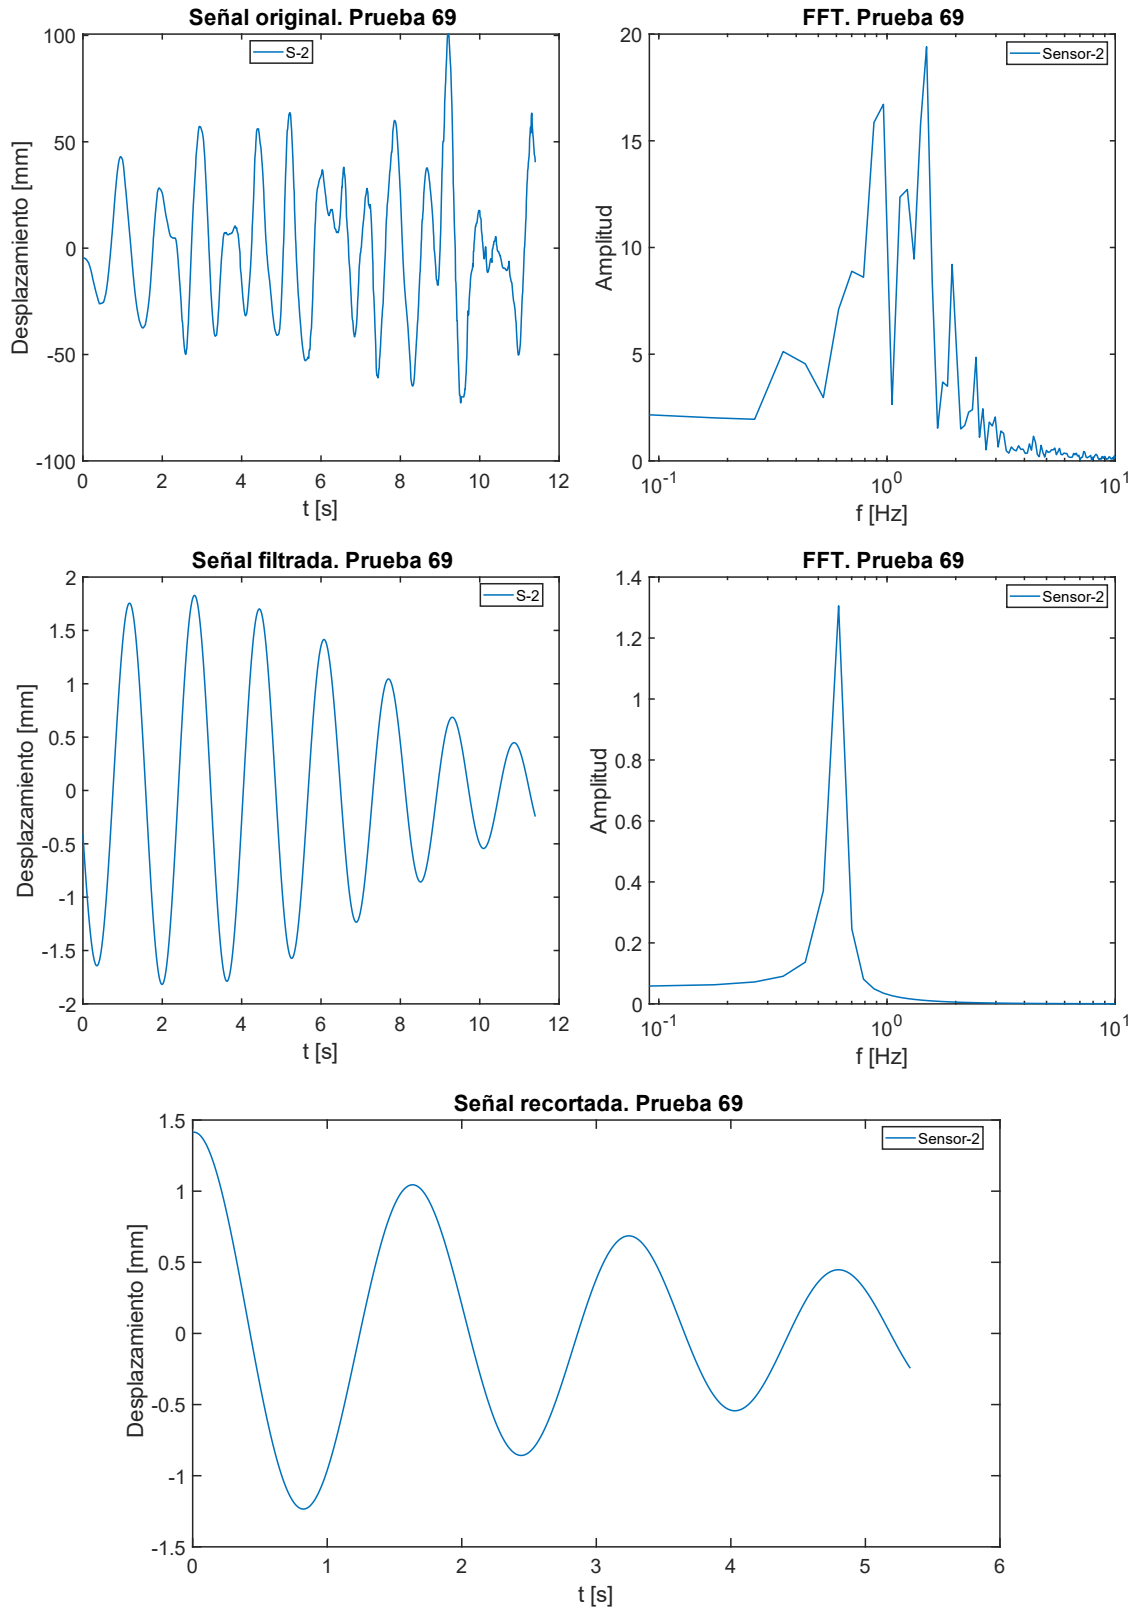 Señal original. Prueba 69
S-2
100
50
0
-50
-100
Desplazamiento [mm]
0 2 4 6 8 10 12
t [s]
FFT. Prueba 69
Sensor-2
20
15
10
5
0
Amplitud
10-1 100 101
f [Hz]
Señal filtrada. Prueba 69
S-2
2
1.5
1
0.5
0
-0.5
-1
-1.5
-2
Desplazamiento [mm]
0 2 4 6 8 10 12
t [s]
FFT. Prueba 69
Sensor-2
1.4
1.2
1
0.8
0.6
0.4
0.2
0
Amplitud
10-1 100 101
f [Hz]
Señal recortada. Prueba 69
Sensor-2
1.5
1
0.5
0
-0.5
-1
-1.5
Desplazamiento [mm]
0 1 2 3 4 5 6
t [s]